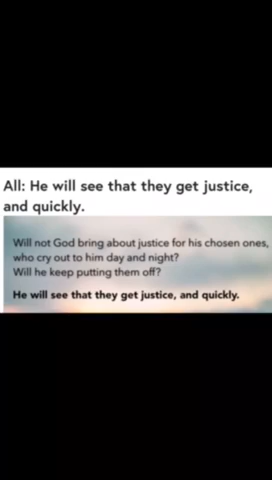 All: He will see that they get justice,
and quickly.
Will not God bring about justice for his chosen ones,
who cry out to him day and night?
Will he keep putting them off?
He will see that they get justice, and quickly.